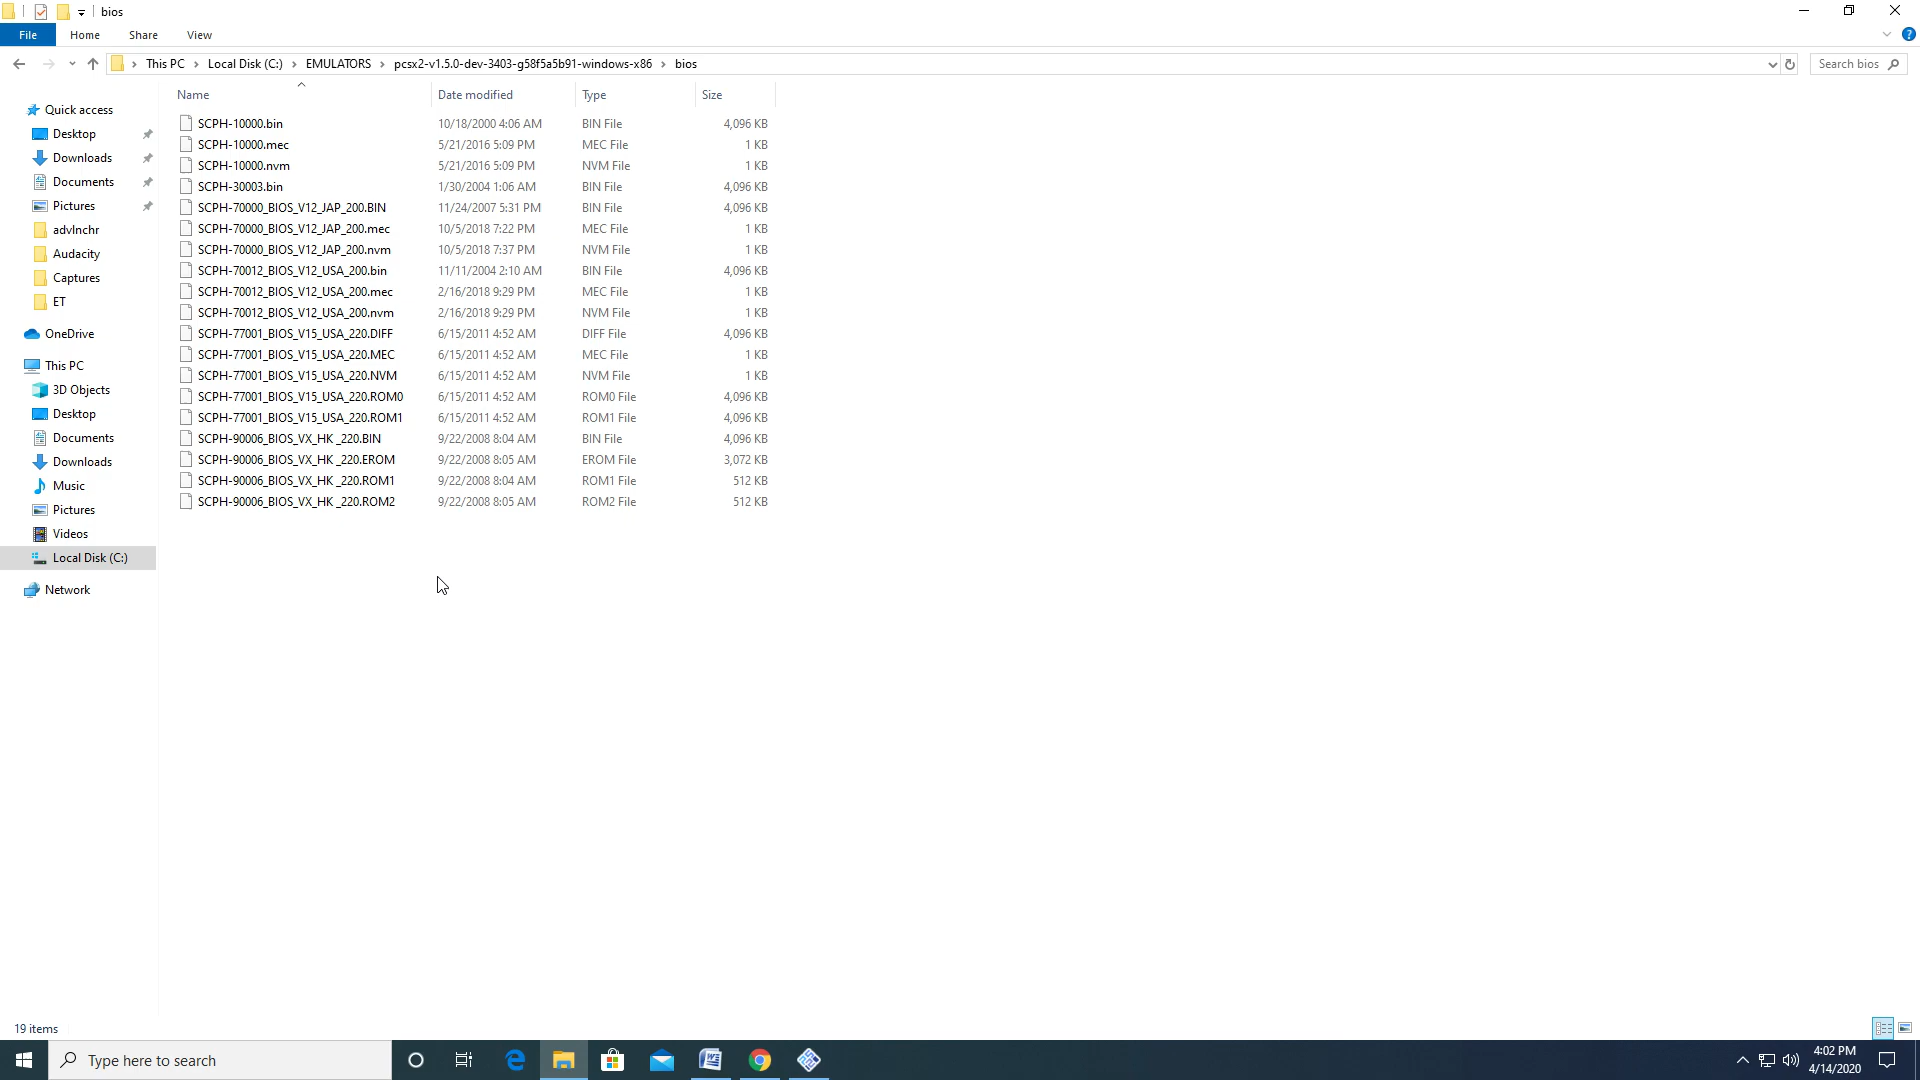 bios
File Home Share View
This PC Local Disk (C:) EMULATORS pcsx2-v1.5.0-dev-3403-g58f5a5b91-windows-x86 bios
Search bios
Name Date modified Type Size
Quick access
Desktop
Downloads
Documents
Pictures
advInchr
Audacity
Captures
ET
OneDrive
This PC
3D Objects
Desktop
Documents
Downloads
Music
Pictures
Videos
Local Disk (C:)
Network
SCPH-10000.bin 10/18/2000 4:06 AM BIN File 4,096 KB
SCPH-10000.mec 5/21/2016 5:09 PM MEC File 1 KB
SCPH-10000.nvm 5/21/2016 5:09 PM NVM File 1 KB
SCPH-30003.bin 1/30/2004 1:06 AM BIN File 4,096 KB
SCPH-70000_BIOS_V12_JAP_200.BIN 11/24/2007 5:31 PM BIN File 4,096 KB
SCPH-70000_BIOS_V12_JAP_200.mec 10/5/2018 7:22 PM MEC File 1 KB
SCPH-70000_BIOS_V12_JAP_200.nvm 10/5/2018 7:37 PM NVM File 1 KB
SCPH-70012_BIOS_V12_USA_200.bin 11/11/2004 2:10 AM BIN File 4,096 KB
SCPH-70012_BIOS_V12_USA_200.mec 2/16/2018 9:29 PM MEC File 1 KB
SCPH-70012_BIOS_V12_USA_200.nvm 2/16/2018 9:29 PM NVM File 1 KB
SCPH-77001_BIOS_V15_USA_220.DIFF 6/15/2011 4:52 AM DIFF File 4,096 KB
SCPH-77001_BIOS_V15_USA_220.MEC 6/15/2011 4:52 AM MEC File 1 KB
SCPH-77001_BIOS_V15_USA_220.NVM 6/15/2011 4:52 AM NVM File 1 KB
SCPH-77001_BIOS_V15_USA_220.ROM0 6/15/2011 4:52 AM ROM0 File 4,096 KB
SCPH-77001_BIOS_V15_USA_220.ROM1 6/15/2011 4:52 AM ROM1 File 4,096 KB
SCPH-90006_BIOS_VX_HK _220.BIN 9/22/2008 8:04 AM BIN File 4,096 KB
SCPH-90006_BIOS_VX_HK _220.EROM 9/22/2008 8:05 AM EROM File 3,072 KB
SCPH-90006_BIOS_VX_HK _220.ROM1 9/22/2008 8:04 AM ROM1 File 512 KB
SCPH-90006_BIOS_VX_HK _220.ROM2 9/22/2008 8:05 AM ROM2 File 512 KB
19 items
Type here to search
4:02 PM
4/14/2020